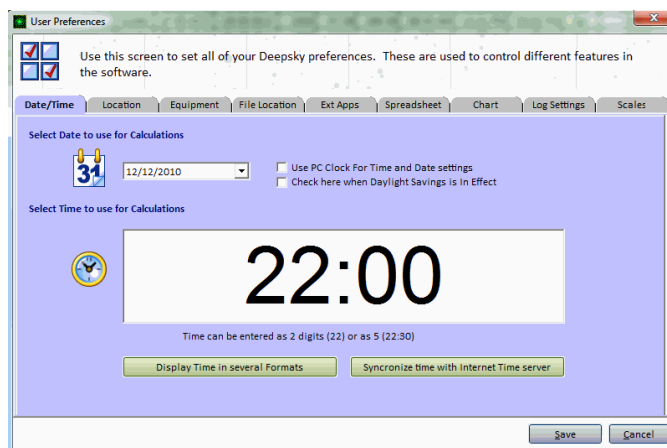 User Preferences
Use this screen to set all of your Deepsky preferences. These are used to control different features in
the software.
Date/Time Location Equipment File Location Ext Apps Spreadsheet Chart Log Settings Scales
Select Date to use for Calculations
31
12/12/2010
Use PC Clock For Time and Date settings
Check here when Daylight Savings is In Effect
Select Time to use for Calculations
22:00
Time can be entered as 2 digits (22) or as 5 (22:30)
Display Time in several Formats
Syncronize time with Internet Time server
Save Cancel